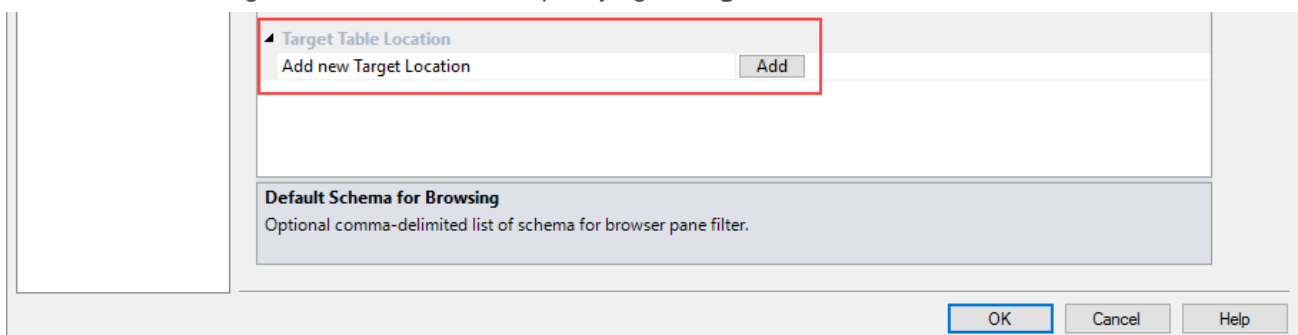 Target Table Location
Add new Target Location Add
Default Schema for Browsing
Optional comma-delimited list of schema for browser pane filter.
OK Cancel Help